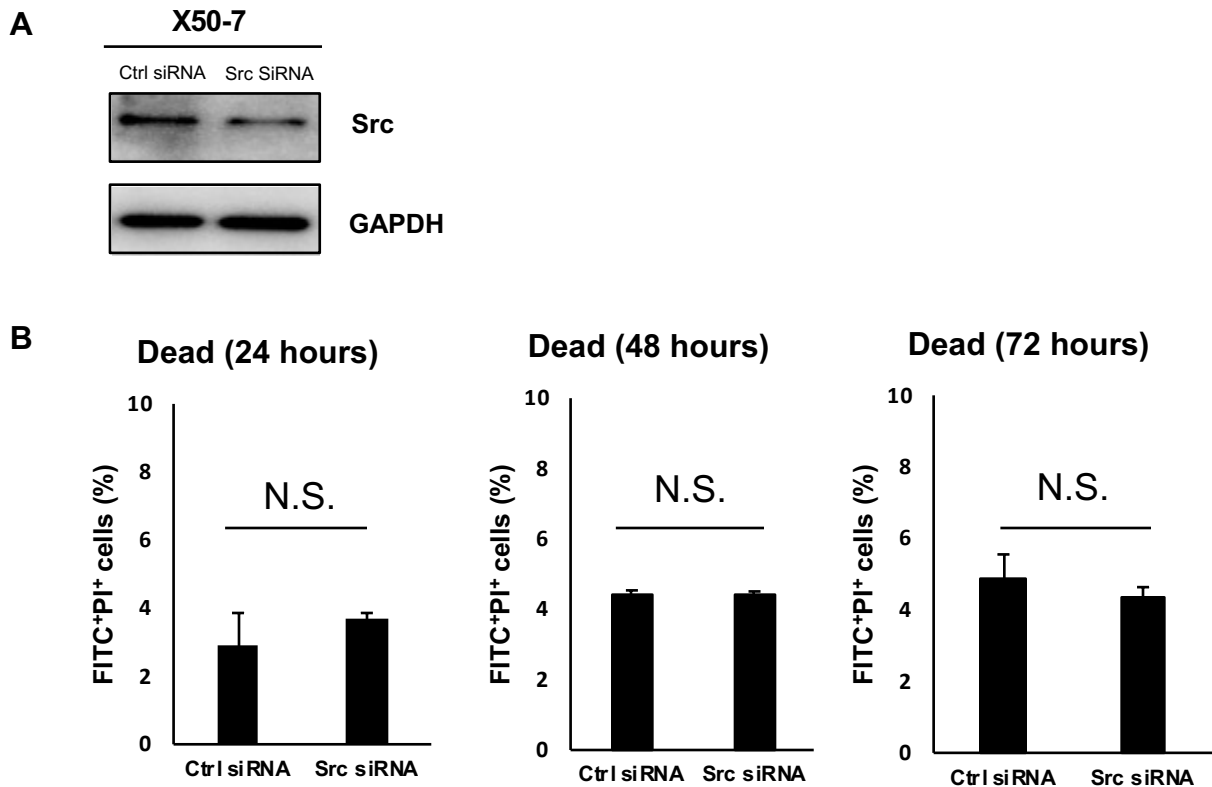 A
X50-7
Ctrl siRNA Src SiRNA
Src
GAPDH
B
Dead (24 hours)
FITC⁺PI⁺ cells (%)
10
8
6
4
2
0
N.S.
Ctrl siRNA Src siRNA
Dead (48 hours)
FITC⁺PI⁺ cells (%)
10
8
6
4
2
0
N.S.
Ctrl siRNA Src siRNA
Dead (72 hours)
FITC⁺PI⁺ cells (%)
10
8
6
4
2
0
N.S.
Ctrl siRNA Src siRNA